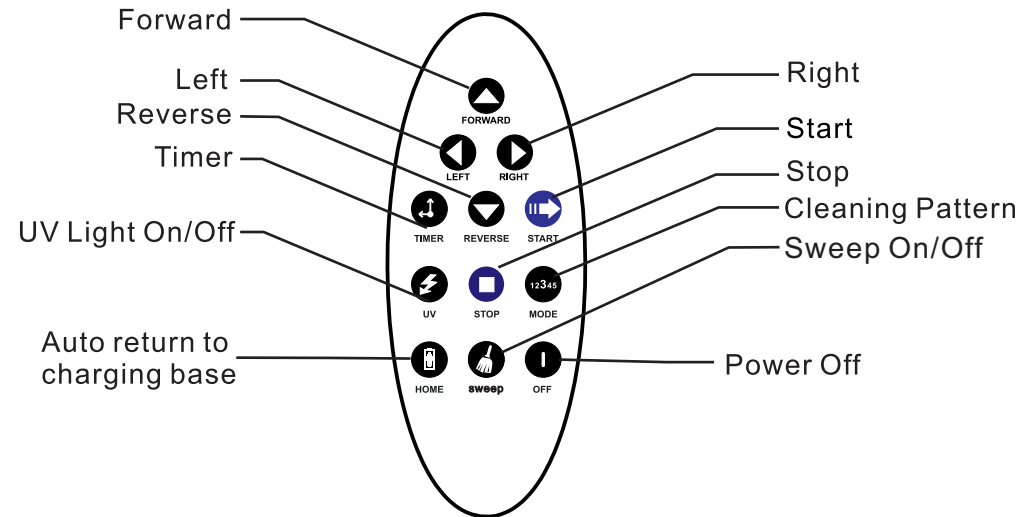 Forward
Left
Reverse
Timer
UV Light On/Off
Auto return to
charging base
FORWARD
LEFT RIGHT
TIMER REVERSE START
12345
UV STOP MODE
HOME sweep OFF
Right
Start
Stop
Cleaning Pattern
Sweep On/Off
Power Off